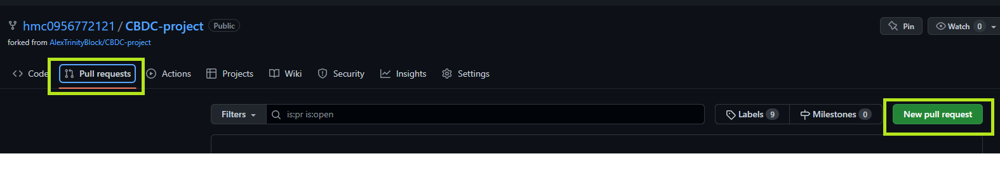 hmc0956772121 / CBDC-project Public
Pin
Watch 0
forked from AlexTrinityBlock/CBDC-project
Code
Pull requests
Actions
Projects
Wiki
Security
Insights
Settings
Filters
is:pr is:open
Labels 9
Milestones 0
New pull request